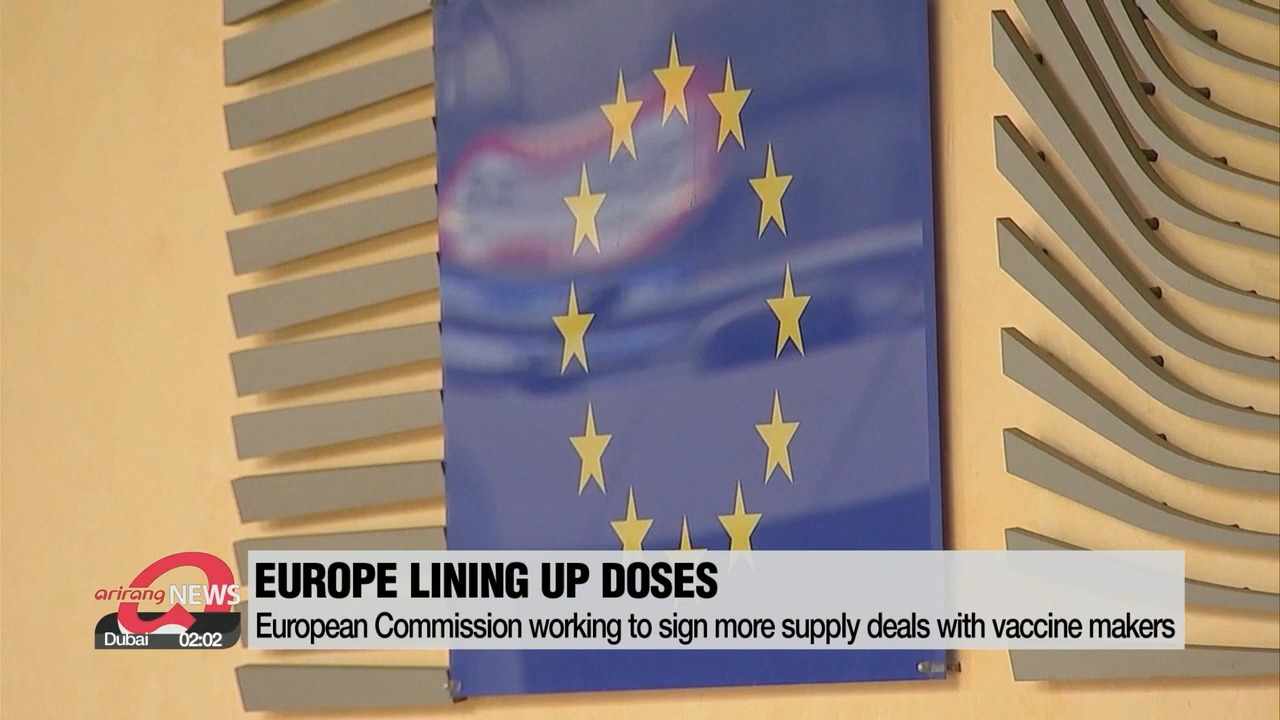 EUROPE LINING UP DOSES
arirang NEWS
European Commission working to sign more supply deals with vaccine makers
Dubai 02:02